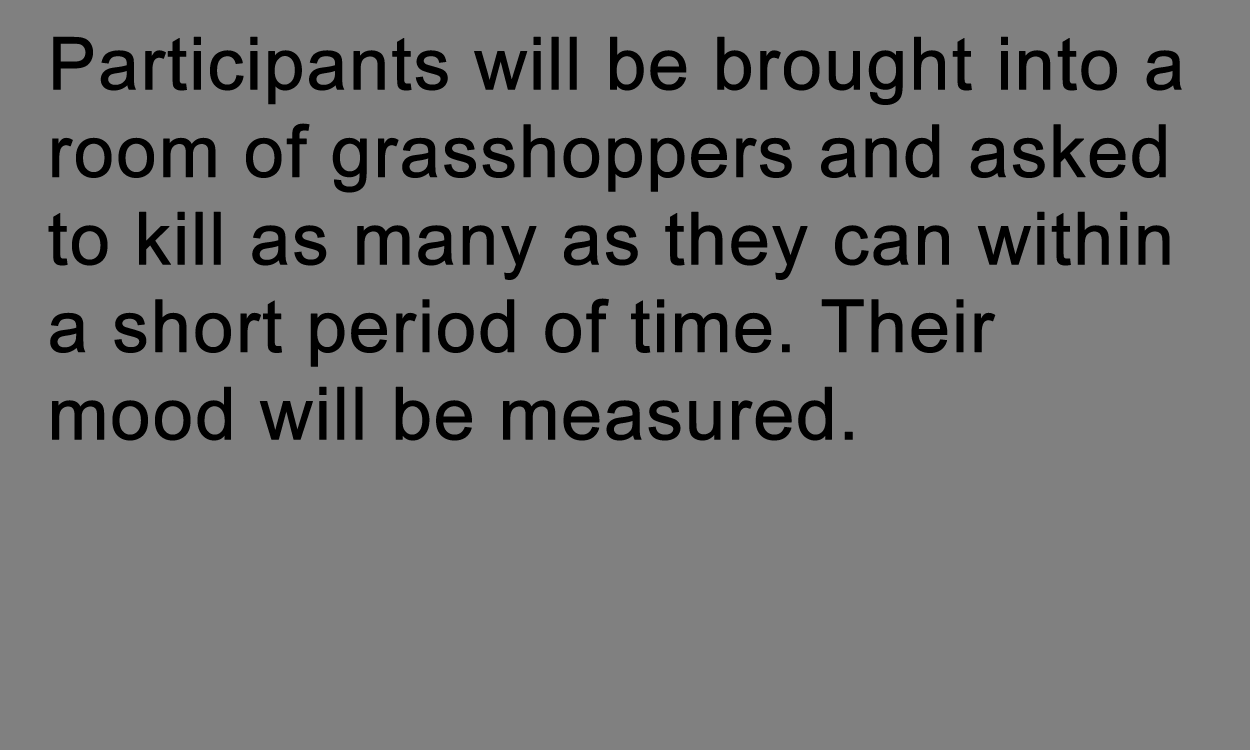 Participants will be brought into a
room of grasshoppers and asked
to kill as many as they can within
a short period of time. Their
mood will be measured.